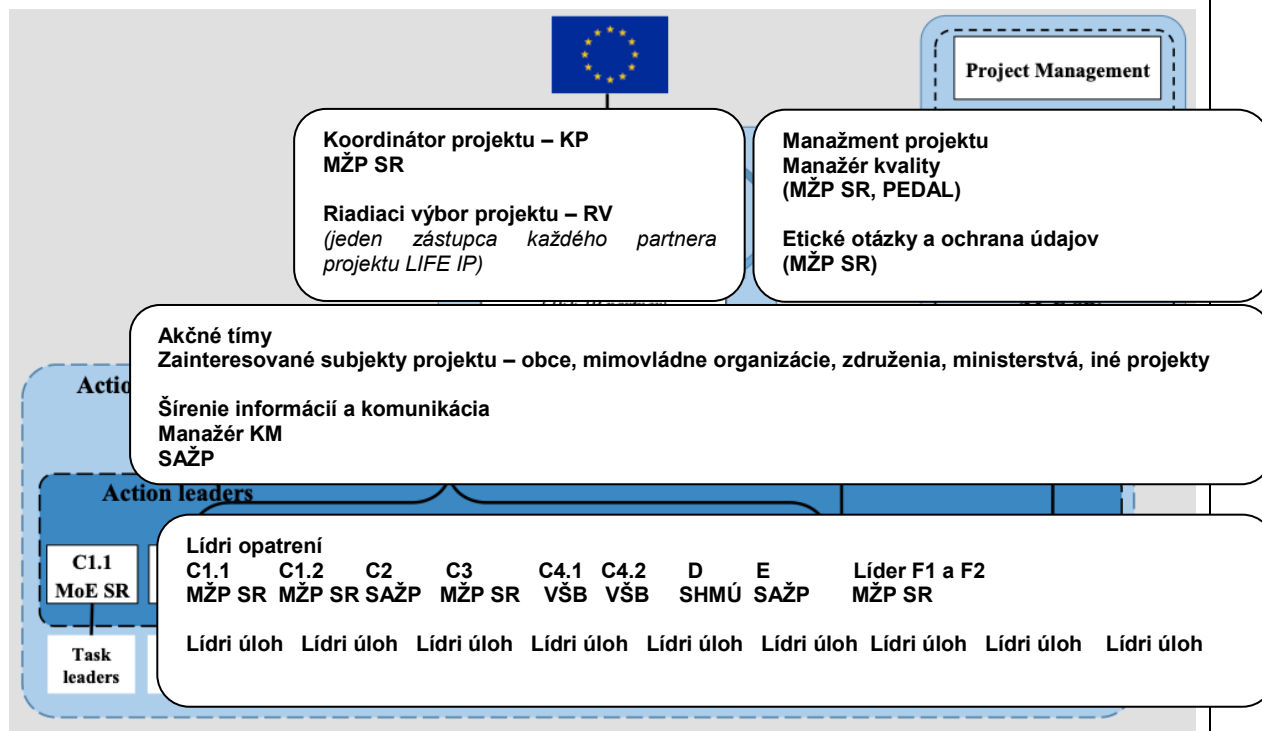 Project Management
Koordinátor projektu – KP
MŽP SR
Riadiaci výbor projektu – RV
(jeden zástupca každého partnera
projektu LIFE IP)
Manažment projektu
Manažér kvality
(MŽP SR, PEDAL)
Etické otázky a ochrana údajov
(MŽP SR)
Akčné tímy
Zainteresované subjekty projektu – obce, mimovládne organizácie, združenia, ministerstvá, iné projekty
Šírenie informácií a komunikácia
Manažér KM
SAŽP
Actio
Action leaders
C1.1
MoE SR
Task
leaders
Lídri opatrení
C1.1 C1.2 C2 C3 C4.1 C4.2 D E Líder F1 a F2
MŽP SR MŽP SR SAŽP MŽP SR VŠB VŠB SHMÚ SAŽP MŽP SR
Lídri úloh Lídri úloh Lídri úloh Lídri úloh Lídri úloh Lídri úloh Lídri úloh Lídri úloh Lídri úloh